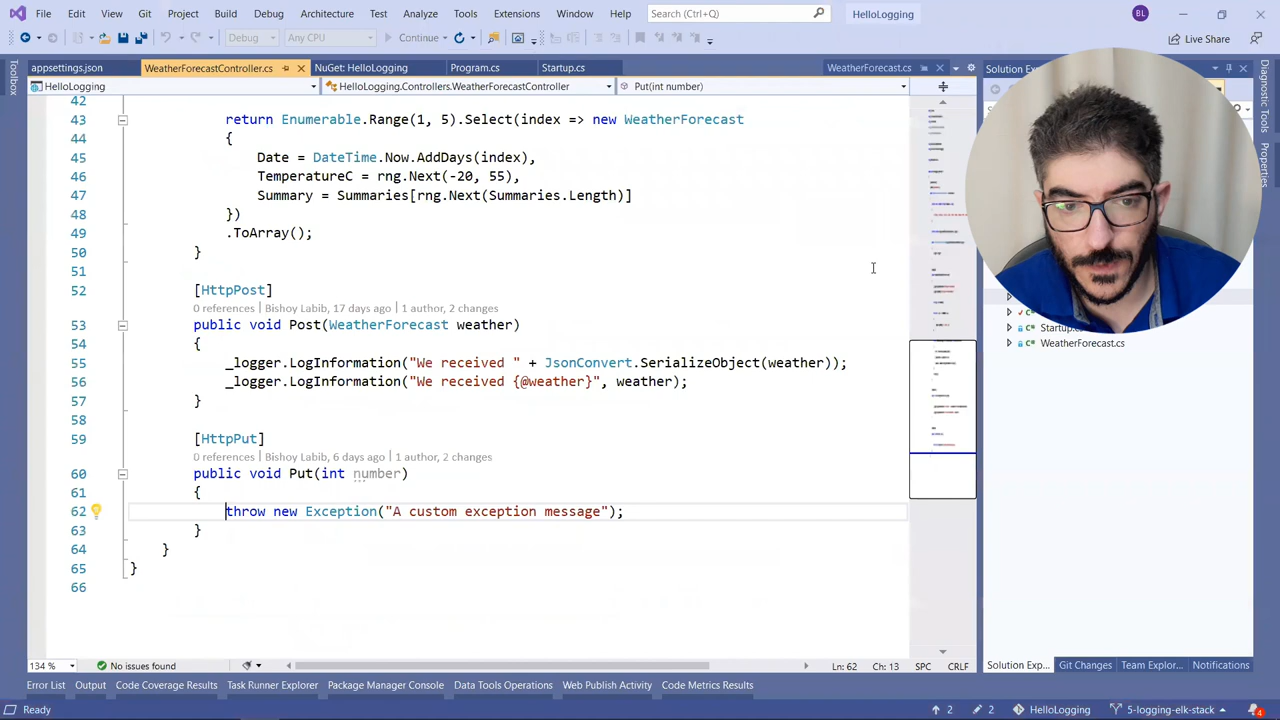 File Edit View Git Project Build Debug Test Analyze Tools Extensions Window Help Search (Ctrl+Q) HelloLogging BL
Debug Any CPU Continue Live Share
appsettings.json WeatherForecastController.cs NuGet: HelloLogging Program.cs Startup.cs WeatherForecast.cs Solution Exp
HelloLogging HelloLogging.Controllers.WeatherForecastController Put(int number)
Toolbox
Diagnostic Tools
Properties
42
43 return Enumerable.Range(1, 5).Select(index => new WeatherForecast
44 {
45 Date = DateTime.Now.AddDays(index),
46 TemperatureC = rng.Next(-20, 55),
47 Summary = Summaries[rng.Next(Summaries.Length)]
48 })
49 .ToArray();
50 }
51
52 [HttpPost]
0 references | Bishoy Labib, 17 days ago | 1 author, 2 changes
53 public void Post(WeatherForecast weather)
54 {
55 _logger.LogInformation("We received " + JsonConvert.SerializeObject(weather));
56 _logger.LogInformation("We received {@weather}", weather);
57 }
58
59 [HttpPut]
0 references | Bishoy Labib, 6 days ago | 1 author, 2 changes
60 public void Put(int number)
61 {
62 throw new Exception("A custom exception message");
63 }
64 }
65 }
66
Startup.cs
WeatherForecast.cs
134 % No issues found Ln: 62 Ch: 13 SPC CRLF
Solution Exp... Git Changes Team Explor... Notifications
Error List Output Code Coverage Results Task Runner Explorer Package Manager Console Data Tools Operations Web Publish Activity Code Metrics Results
Ready 2 2 HelloLogging 5-logging-elk-stack 4